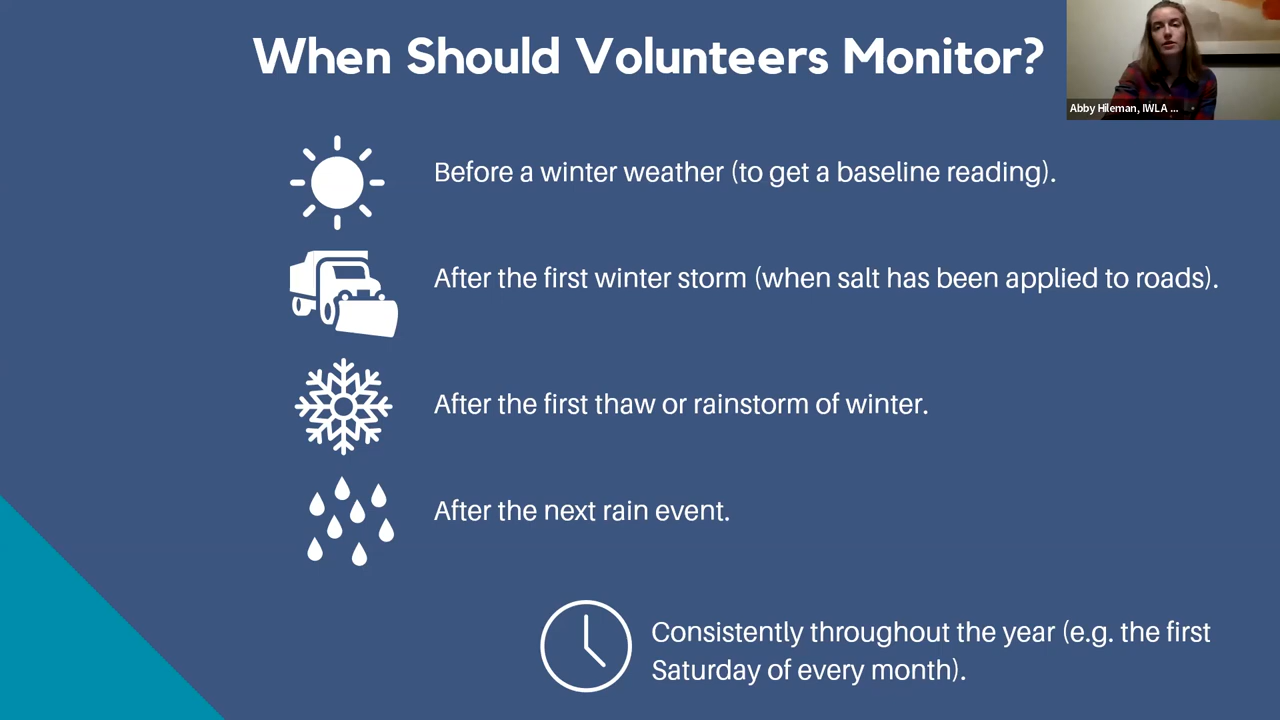 When Should Volunteers Monitor?
Abby Hileman, IWLA ...
Before a winter weather (to get a baseline reading).
After the first winter storm (when salt has been applied to roads).
After the first thaw or rainstorm of winter.
After the next rain event.
Consistently throughout the year (e.g. the first
Saturday of every month).